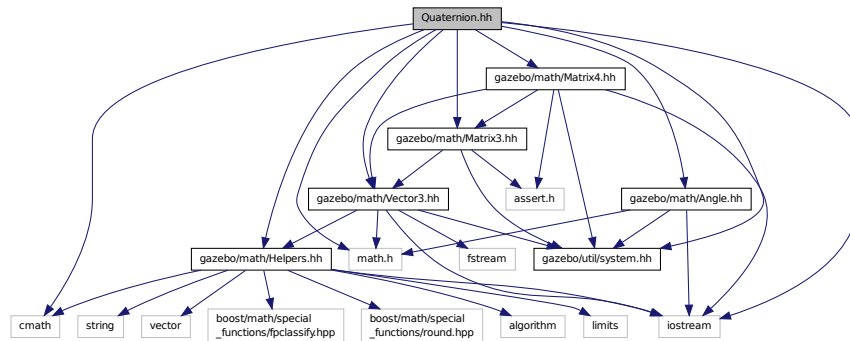 Quaternion.hh
gazebo/math/Matrix4.hh
gazebo/math/Matrix3.hh
gazebo/math/Vector3.hh
assert.h
gazebo/math/Angle.hh
gazebo/math/Helpers.hh
math.h
fstream
gazebo/util/system.hh
cmath
string
vector
boost/math/special
_functions/fpclassify.hpp
boost/math/special
_functions/round.hpp
algorithm
limits
iostream